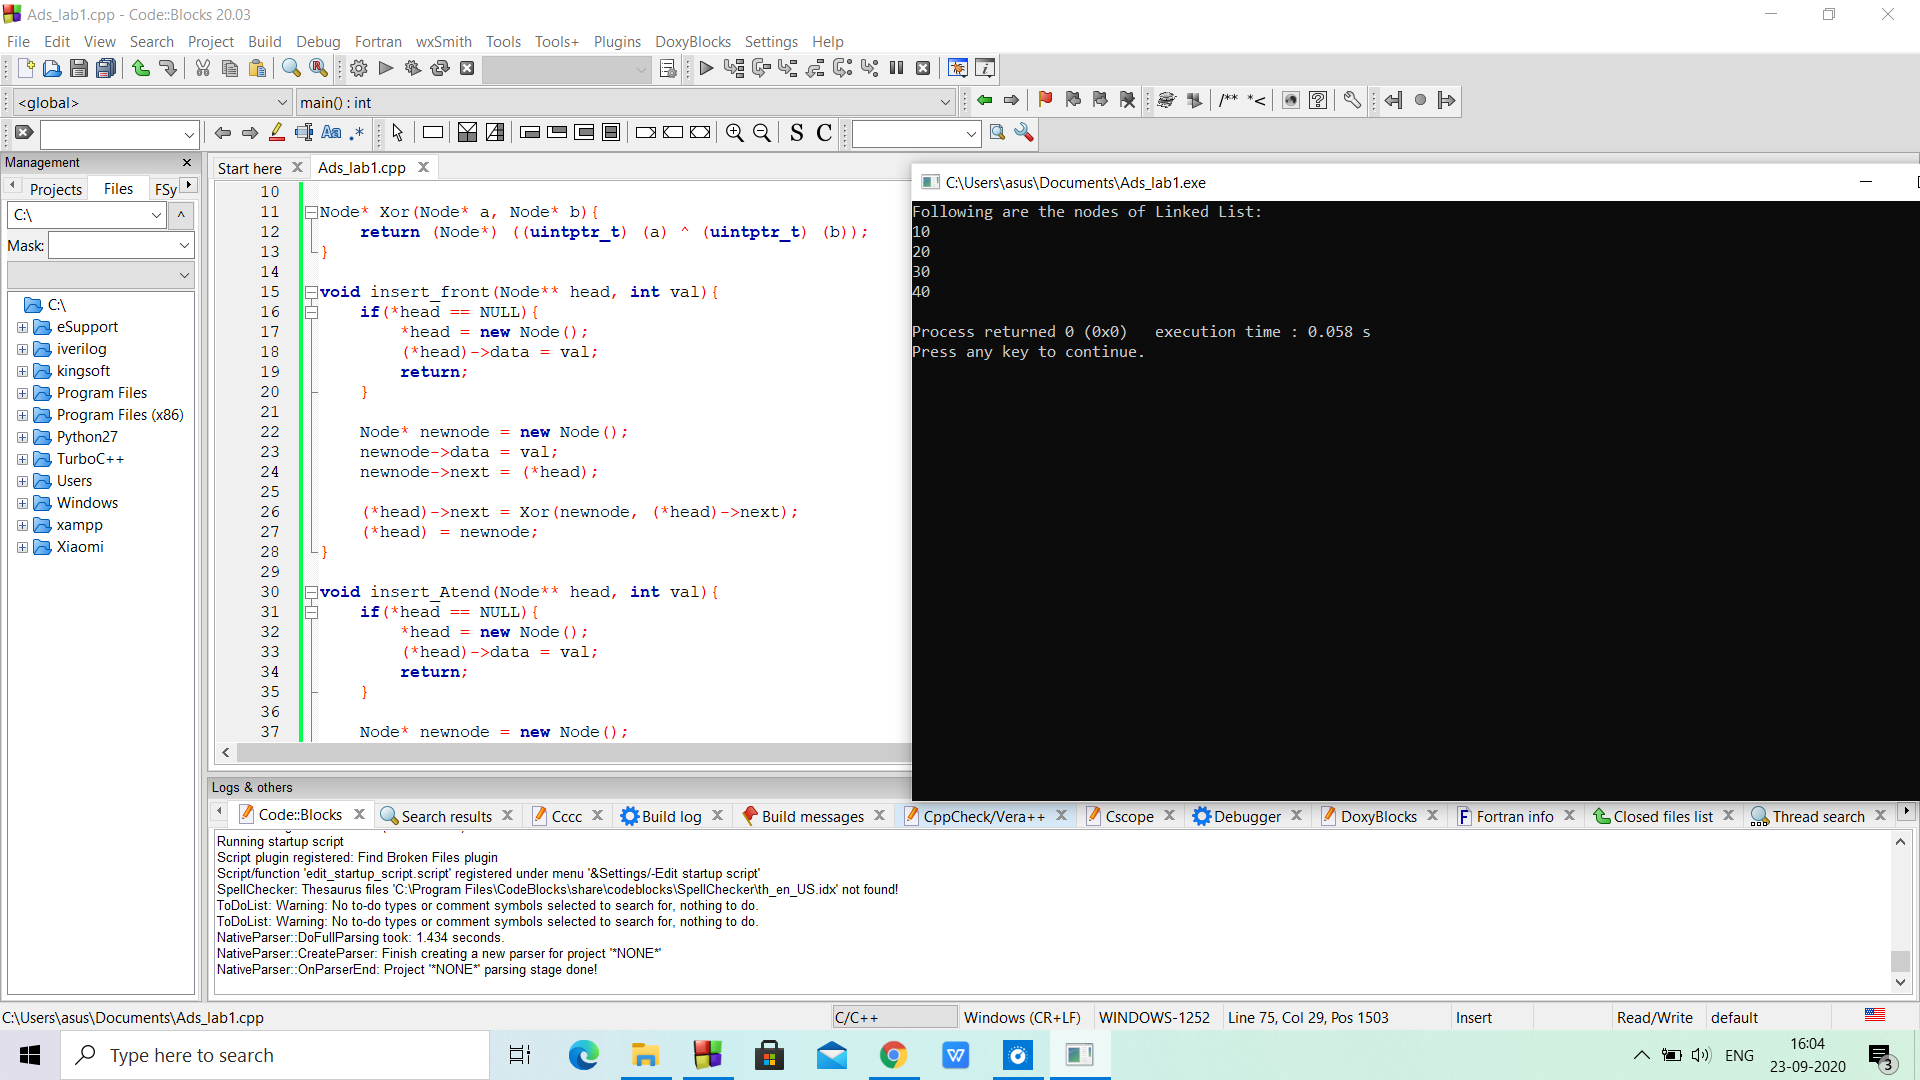 Ads_lab1.cpp - Code::Blocks 20.03
File Edit View Search Project Build Debug Fortran wxSmith Tools Tools+ Plugins DoxyBlocks Settings Help
<global> main() : int /** *<
Aa .* S C
Management
Projects Files FSy
C:\
Mask:
C:\
eSupport
iverilog
kingsoft
Program Files
Program Files (x86)
Python27
TurboC++
Users
Windows
xampp
Xiaomi
Start here Ads_lab1.cpp
10
11 Node* Xor(Node* a, Node* b){
12 return (Node*) ((uintptr_t) (a) ^ (uintptr_t) (b));
13 }
14
15 void insert_front(Node** head, int val){
16 if(*head == NULL){
17 *head = new Node();
18 (*head)->data = val;
19 return;
20 }
21
22 Node* newnode = new Node();
23 newnode->data = val;
24 newnode->next = (*head);
25
26 (*head)->next = Xor(newnode, (*head)->next);
27 (*head) = newnode;
28 }
29
30 void insert_Atend(Node** head, int val){
31 if(*head == NULL){
32 *head = new Node();
33 (*head)->data = val;
34 return;
35 }
36
37 Node* newnode = new Node();
C:\Users\asus\Documents\Ads_lab1.exe
Following are the nodes of Linked List:
10
20
30
40
Process returned 0 (0x0) execution time : 0.058 s
Press any key to continue.
Logs & others
Code::Blocks Search results Cccc Build log Build messages CppCheck/Vera++ Cscope Debugger DoxyBlocks Fortran info Closed files list Thread search
Running startup script
Script plugin registered: Find Broken Files plugin
Script/function 'edit_startup_script.script' registered under menu '&Settings/-Edit startup script'
SpellChecker: Thesaurus files 'C:\Program Files\CodeBlocks\share\codeblocks\SpellChecker\th_en_US.idx' not found!
ToDoList: Warning: No to-do types or comment symbols selected to search for, nothing to do.
ToDoList: Warning: No to-do types or comment symbols selected to search for, nothing to do.
NativeParser::DoFullParsing took: 1.434 seconds.
NativeParser::CreateParser: Finish creating a new parser for project '*NONE*'
NativeParser::OnParserEnd: Project '*NONE*' parsing stage done!
C:\Users\asus\Documents\Ads_lab1.cpp C/C++ Windows (CR+LF) WINDOWS-1252 Line 75, Col 29, Pos 1503 Insert Read/Write default
Type here to search
ENG
16:04
23-09-2020
3